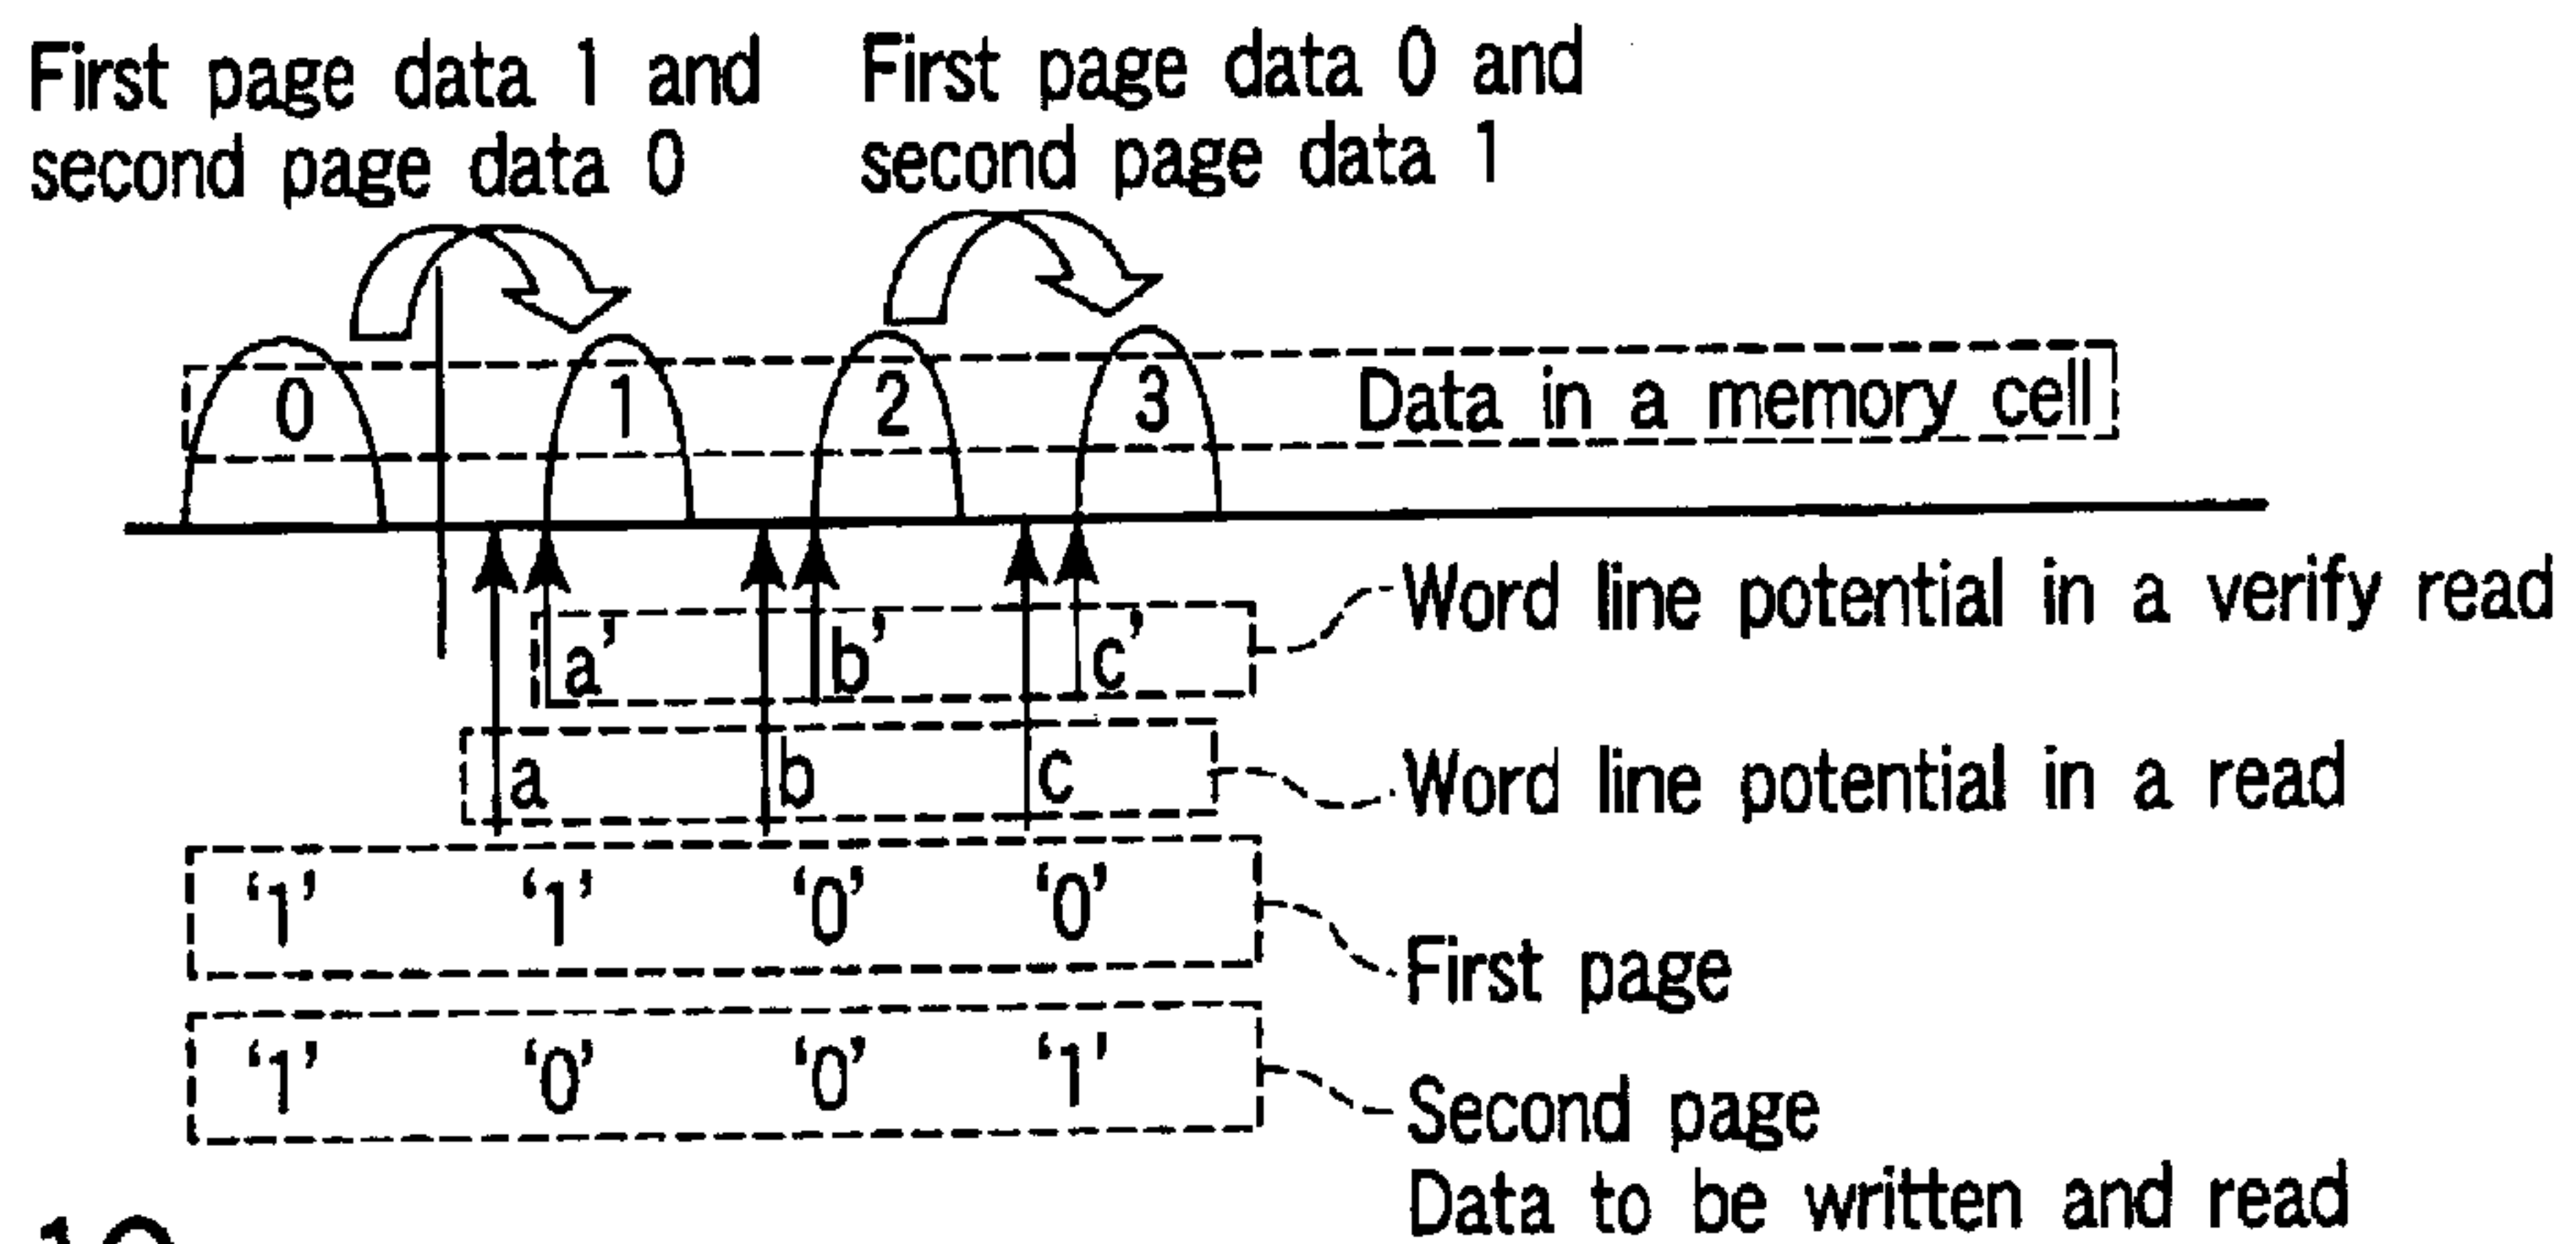 First page data 1 and
second page data 0
First page data 0 and
second page data 1
0 1 2 3 Data in a memory cell
a' b' c' Word line potential in a verify read
a b c Word line potential in a read
‘1’ ‘1’ ‘0’ ‘0’
First page
‘1’ ‘0’ ‘0’ ‘1’
Second page
Data to be written and read